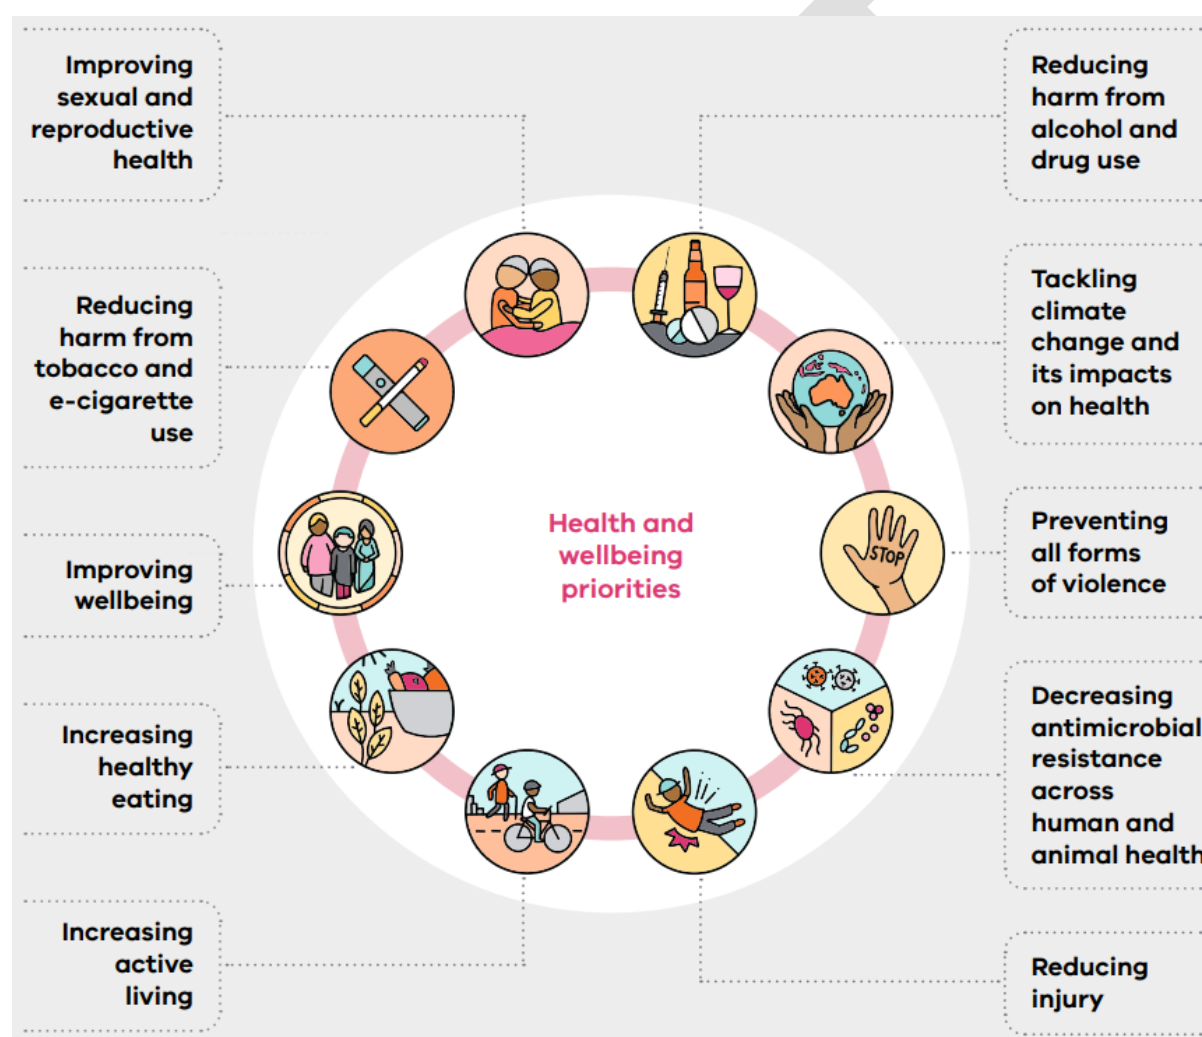 Improving
sexual and
reproductive
health
Reducing
harm from
tobacco and
e-cigarette
use
Improving
wellbeing
Increasing
healthy
eating
Increasing
active
living
Health and
wellbeing
priorities
STOP
Reducing
harm from
alcohol and
drug use
Tackling
climate
change and
its impacts
on health
Preventing
all forms
of violence
Decreasing
antimicrobial
resistance
across
human and
animal health
Reducing
injury